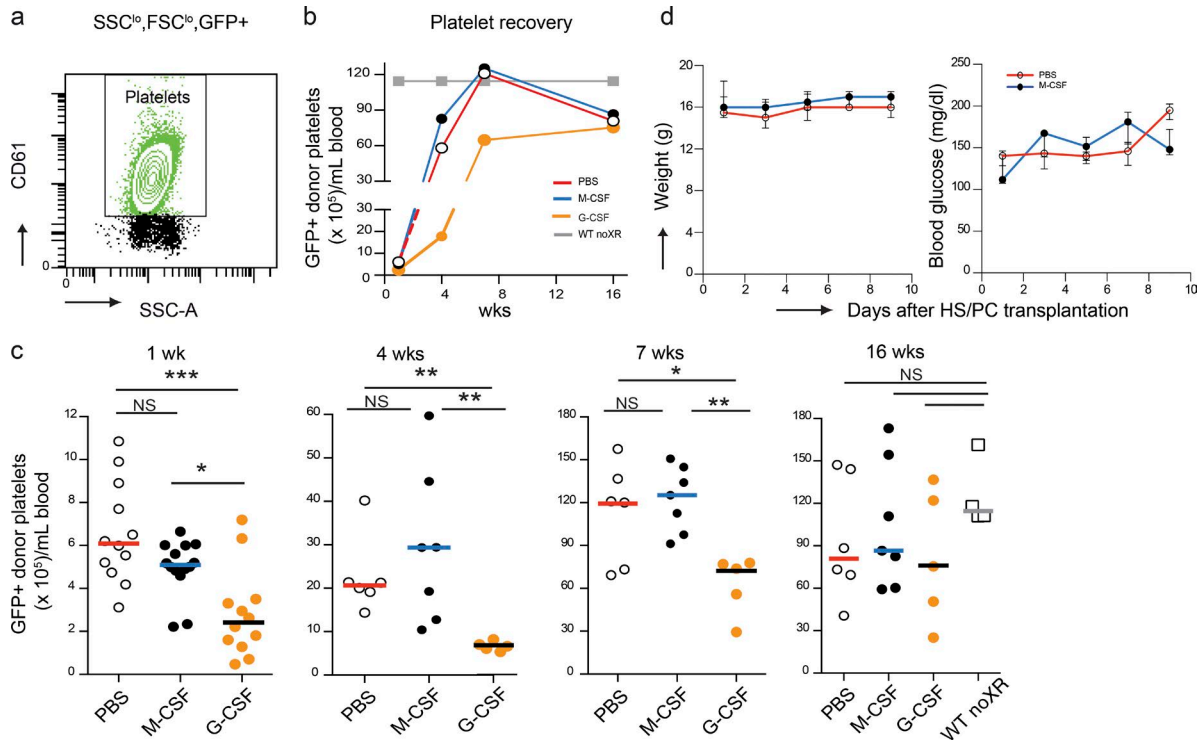 a
SSClo,FSClo,GFP+
Platelets
CD61
0
0
SSC-A
b
Platelet recovery
GFP+ donor platelets
(x 10⁵)/mL blood
120
90
60
30
30
20
10
0
0 4 8 12 16
wks
PBS
M-CSF
G-CSF
WT noXR
d
Weight (g)
20
16
12
8
4
0
0 2 4 6 8 10
Blood glucose (mg/dl)
250
200
150
100
50
0
0 2 4 6 8 10
PBS
M-CSF
Days after HS/PC transplantation
c
GFP+ donor platelets
(x 10⁵)/mL blood
1 wk
***
NS
*
12
10
8
6
4
2
0
PBS M-CSF G-CSF
4 wks
**
NS **
60
50
40
30
20
10
0
PBS M-CSF G-CSF
7 wks
*
NS **
180
150
120
90
60
30
0
PBS M-CSF G-CSF
16 wks
NS
180
150
120
90
60
30
0
PBS M-CSF G-CSF WT noXR